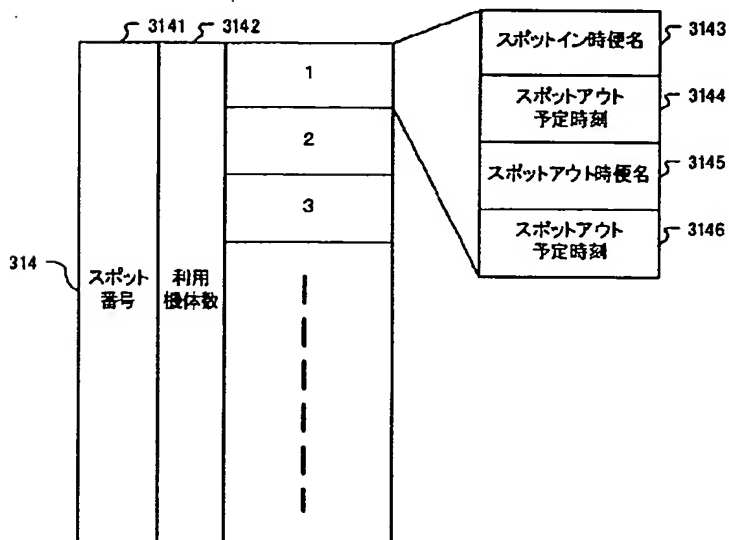 3141
3142
314
スポット
番号
利用
機体数
1
2
3
スポットイン時便名
3143
スポットアウト
予定時刻
3144
スポットアウト時便名
3145
スポットアウト
予定時刻
3146